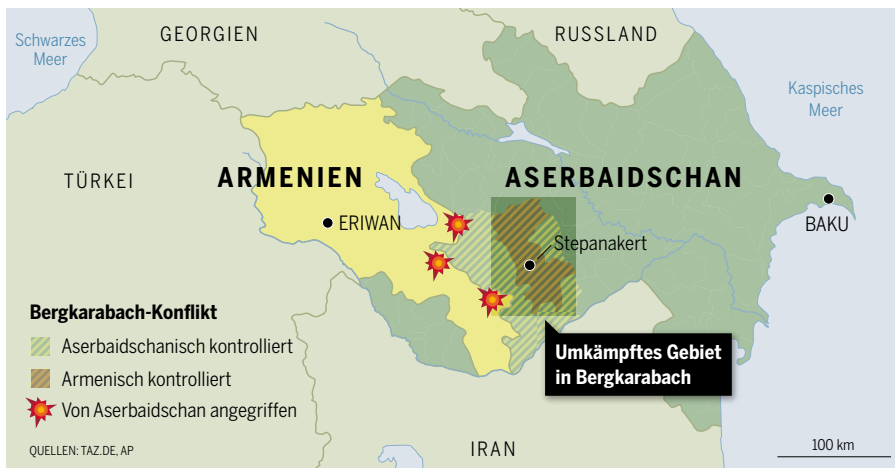 GEORGIEN
RUSSLAND
Schwarzes
Meer
Kaspisches
Meer
TÜRKEI
ARMENIEN
ASERBAIDSCHAN
ERIWAN
BAKU
Stepanakert
Bergkarabach-Konflikt
Aserbaidschanisch kontrolliert
Armenisch kontrolliert
Von Aserbaidschan angegriffen
Umkämpftes Gebiet
in Bergkarabach
QUELLEN: TAZ.DE, AP
IRAN
100 km